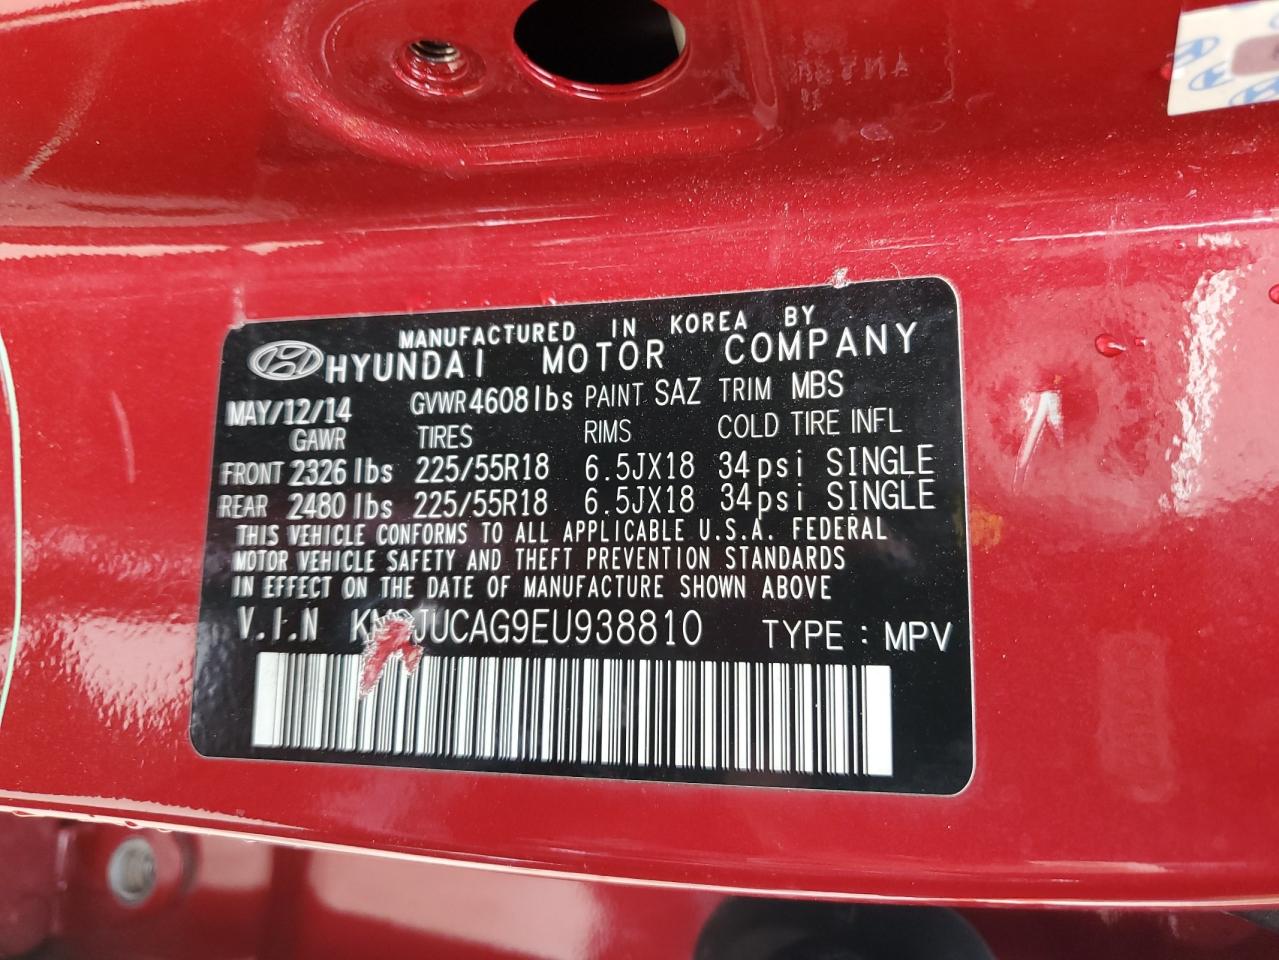 MANUFACTURED IN KOREA BY
HYUNDAI MOTOR COMPANY
MAY/12/14 GVWR 4608lbs PAINT SAZ TRIM MBS
GAWR TIRES RIMS COLD TIRE INFL
FRONT 2326 lbs 225/55R18 6.5JX18 34psi SINGLE
REAR 2480 lbs 225/55R18 6.5JX18 34psi SINGLE
THIS VEHICLE CONFORMS TO ALL APPLICABLE U.S.A. FEDERAL
MOTOR VEHICLE SAFETY AND THEFT PREVENTION STANDARDS
IN EFFECT ON THE DATE OF MANUFACTURE SHOWN ABOVE
V.I.N TYPE : MPV